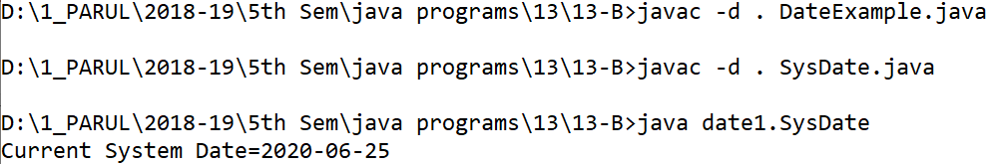 D:\1_PARUL\2018-19\5th Sem\java programs\13\13-B>javac -d . DateExample.java
D:\1_PARUL\2018-19\5th Sem\java programs\13\13-B>javac -d . SysDate.java
D:\1_PARUL\2018-19\5th Sem\java programs\13\13-B>java date1.SysDate
Current System Date=2020-06-25